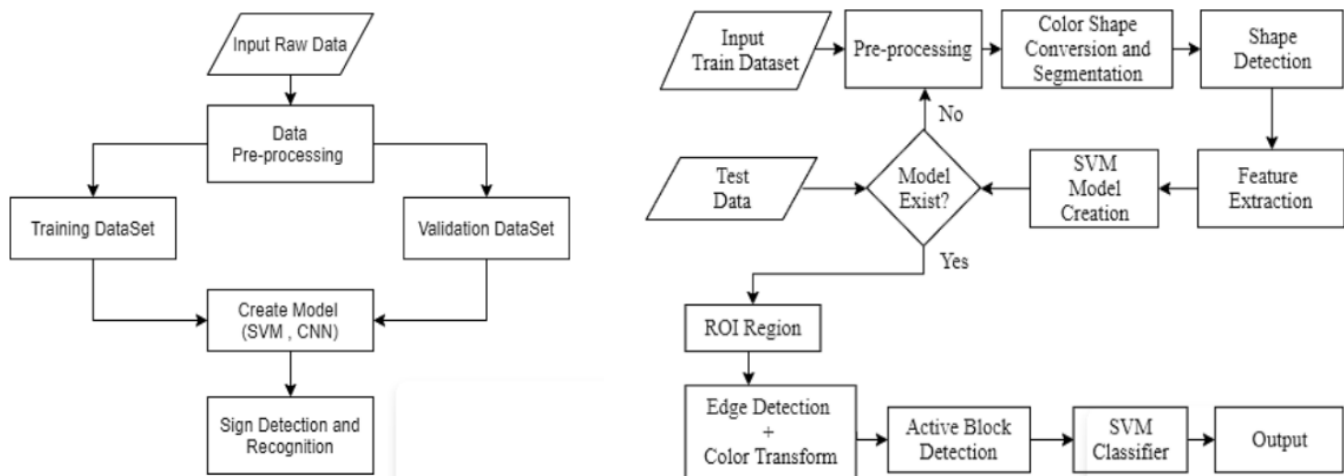 Input Raw Data
Data
Pre-processing
Training DataSet
Validation DataSet
Create Model
(SVM , CNN)
Sign Detection and
Recognition
Input
Train Dataset
Pre-processing
Color Shape
Conversion and
Segmentation
Shape
Detection
No
Test
Data
Model
Exist?
SVM
Model
Creation
Feature
Extraction
Yes
ROI Region
Edge Detection
+
Color Transform
Active Block
Detection
SVM
Classifier
Output